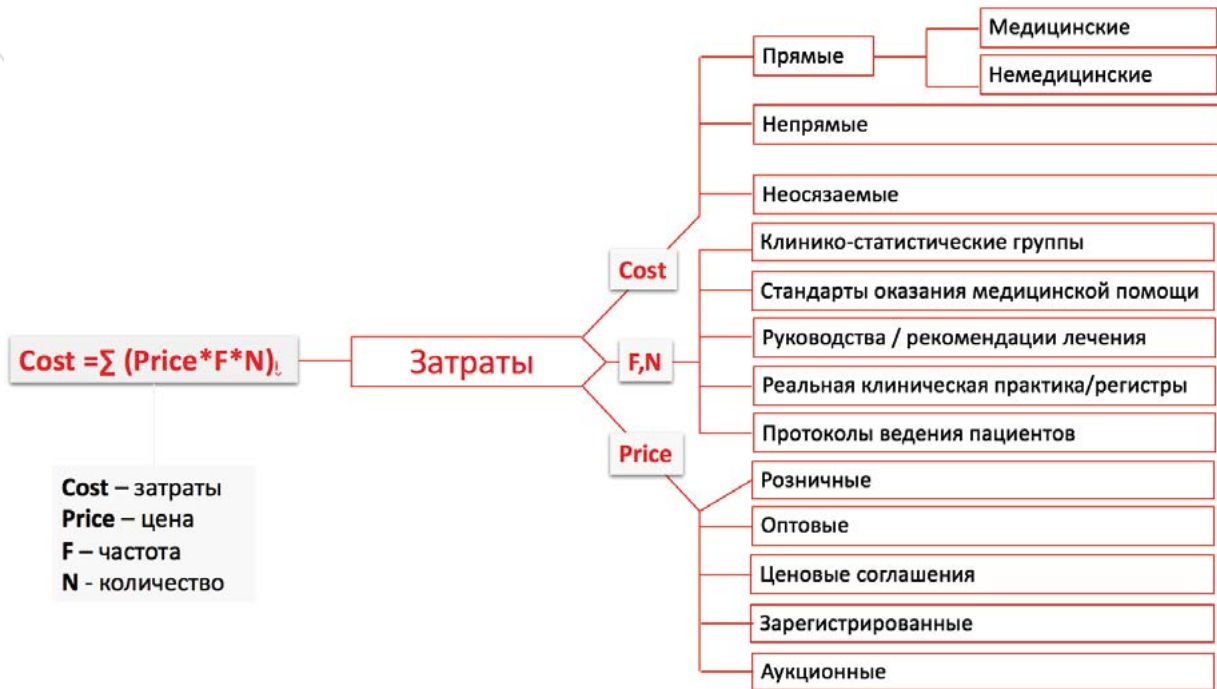 Медицинские
Прямые
Немедицинские
Непрямые
Неосязаемые
Cost
Клинико-статистические группы
Стандарты оказания медицинской помощи
Руководства / рекомендации лечения
Реальная клиническая практика/регистры
Протоколы ведения пациентов
Cost =∑ (Price*F*N)i
Затраты
F,N
Price
Розничные
Оптовые
Ценовые соглашения
Зарегистрированные
Аукционные
Cost – затраты
Price – цена
F – частота
N - количество